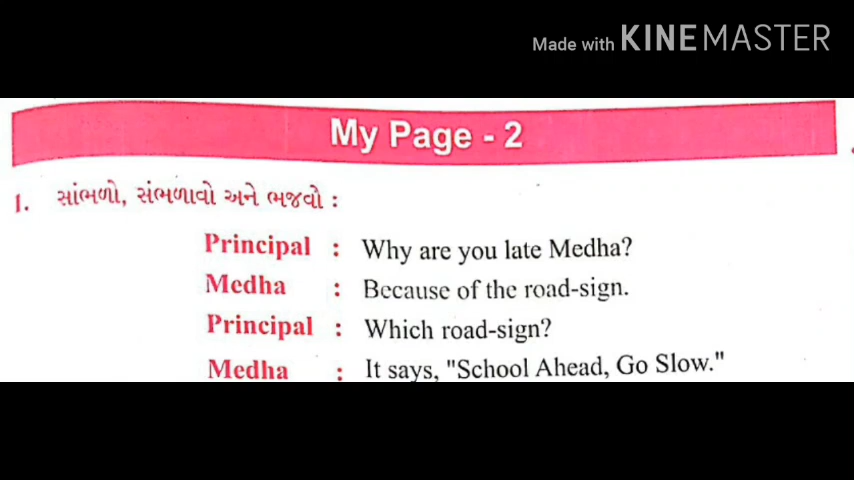 Made with KINEMASTER
My Page - 2
1. સાંભળો, સંભળાવો અને ભજવો :
Principal : Why are you late Medha?
Medha : Because of the road-sign.
Principal : Which road-sign?
Medha : It says, "School Ahead, Go Slow."